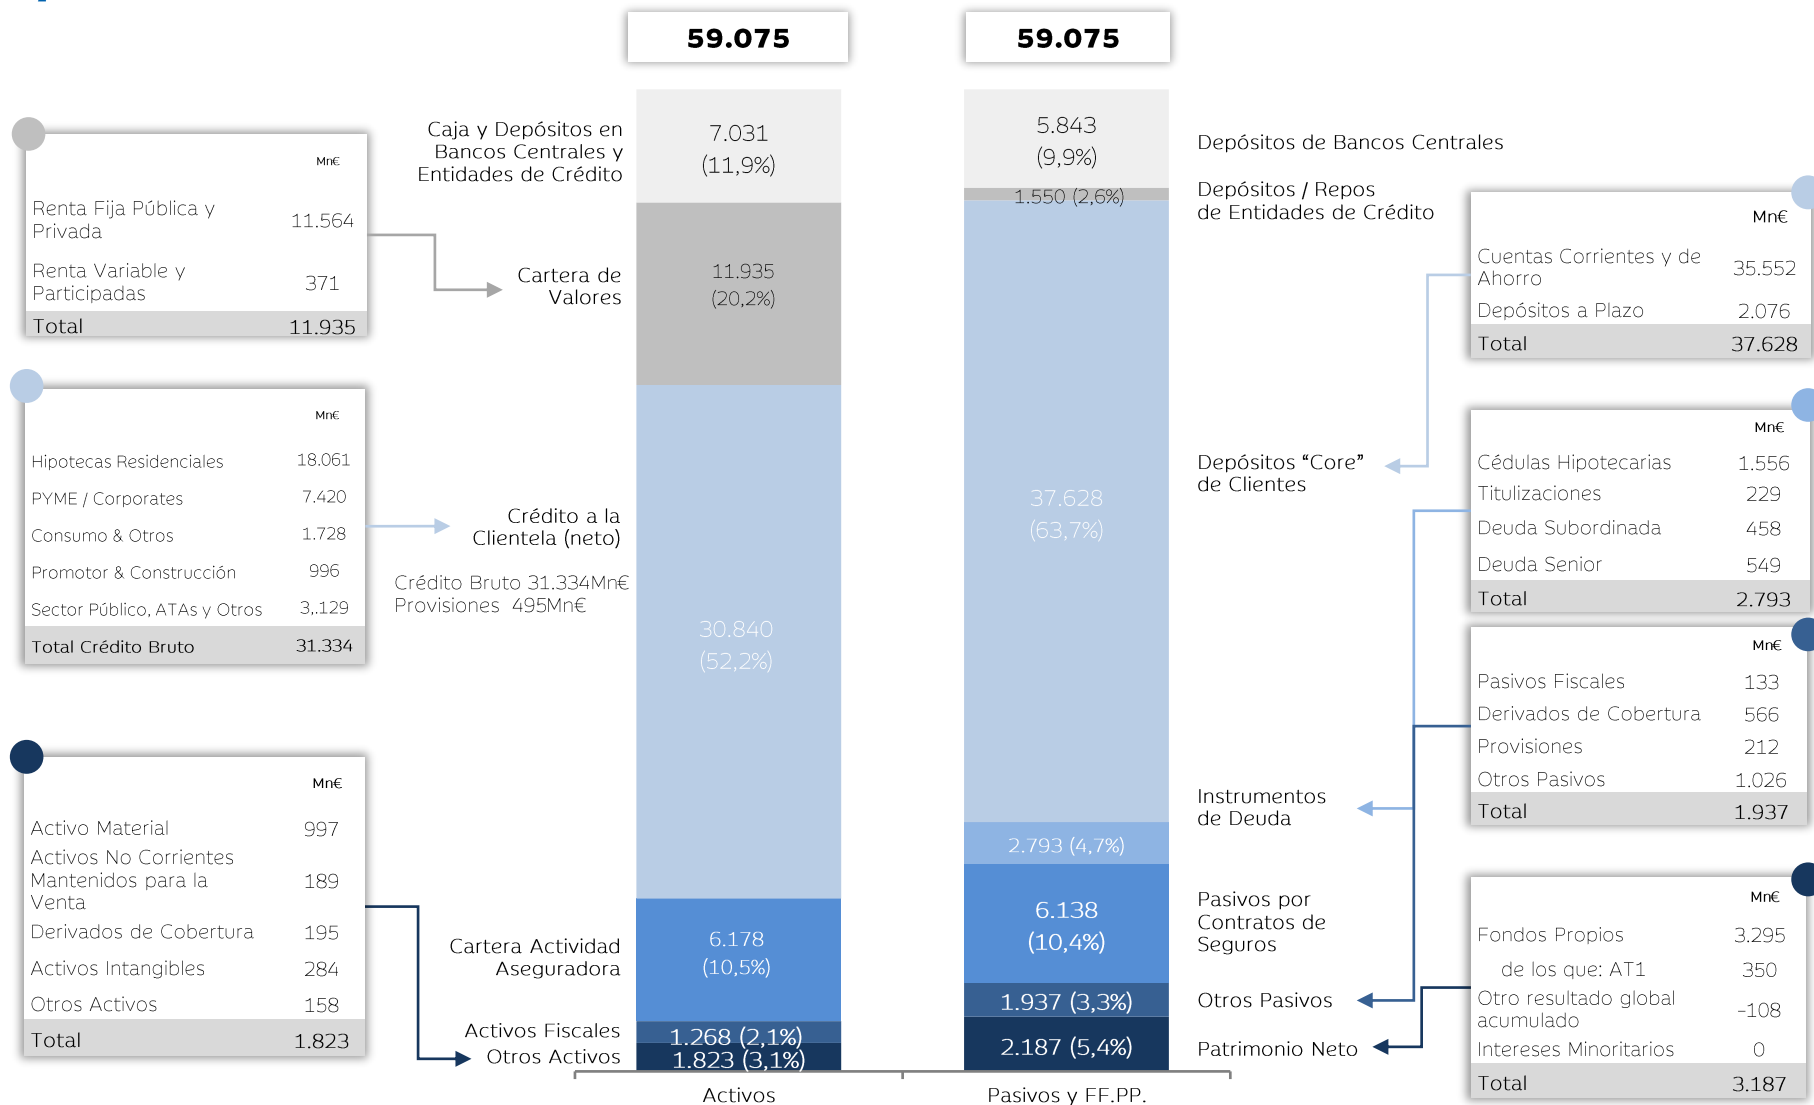 59.075
59.075
Mn€
Renta Fija Pública y
Privada
11.564
Renta Variable y
Participadas
371
Total 11.935
Mn€
Hipotecas Residenciales 18.061
PYME / Corporates 7.420
Consumo & Otros 1.728
Promotor & Construcción 996
Sector Público, ATAs y Otros 3,.129
Total Crédito Bruto 31.334
Mn€
Activo Material 997
Activos No Corrientes
Mantenidos para la
Venta
189
Derivados de Cobertura 195
Activos Intangibles 284
Otros Activos 158
Total 1.823
Caja y Depósitos en
Bancos Centrales y
Entidades de Crédito
Cartera de
Valores
Crédito a la
Clientela (neto)
Crédito Bruto 31.334Mn€
Provisiones 495Mn€
Cartera Actividad
Aseguradora
Activos Fiscales
Otros Activos
7.031
(11,9%)
11.935
(20,2%)
30.840
(52,2%)
6.178
(10,5%)
1.268 (2,1%)
1.823 (3,1%)
Activos
5.843
(9,9%)
1.550 (2,6%)
37.628
(63,7%)
2.793 (4,7%)
6.138
(10,4%)
1.937 (3,3%)
2.187 (5,4%)
Pasivos y FF.PP.
Depósitos de Bancos Centrales
Depósitos / Repos
de Entidades de Crédito
Depósitos “Core”
de Clientes
Instrumentos
de Deuda
Pasivos por
Contratos de
Seguros
Otros Pasivos
Patrimonio Neto
Mn€
Cuentas Corrientes y de
Ahorro
35.552
Depósitos a Plazo 2.076
Total 37.628
Mn€
Cédulas Hipotecarias 1.556
Titulizaciones 229
Deuda Subordinada 458
Deuda Senior 549
Total 2.793
Mn€
Pasivos Fiscales 133
Derivados de Cobertura 566
Provisiones 212
Otros Pasivos 1.026
Total 1.937
Mn€
Fondos Propios 3.295
de los que: AT1 350
Otro resultado global
acumulado
-108
Intereses Minoritarios 0
Total 3.187